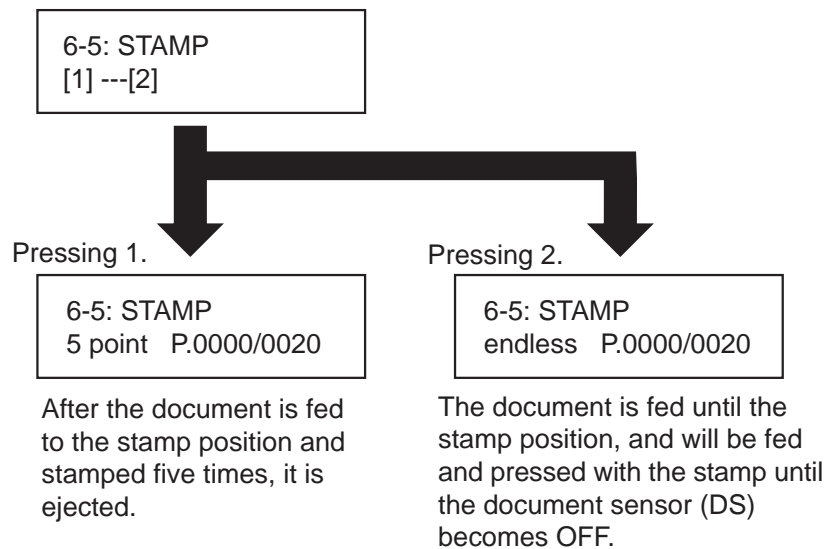 6-5: STAMP
[1] ---[2]
Pressing 1.
6-5: STAMP
5 point P.0000/0020
After the document is fed
to the stamp position and
stamped five times, it is
ejected.
Pressing 2.
6-5: STAMP
endless P.0000/0020
The document is fed until the
stamp position, and will be fed
and pressed with the stamp until
the document sensor (DS)
becomes OFF.